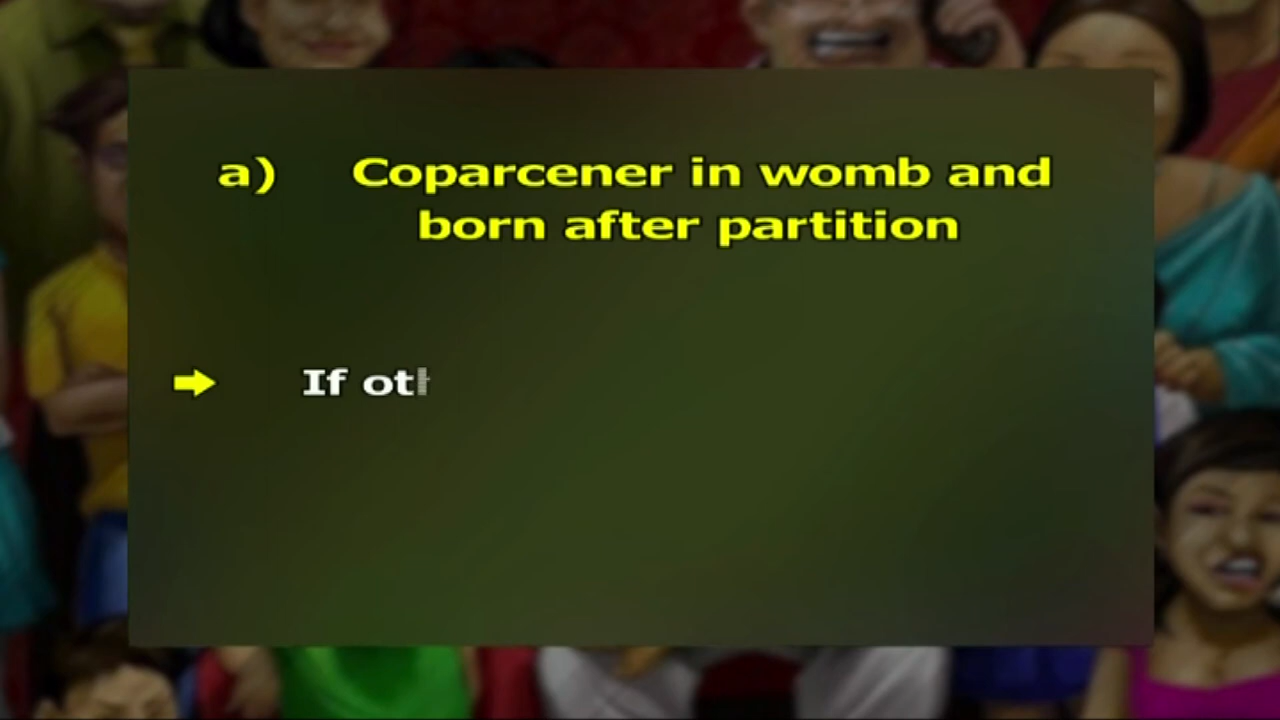 a) Coparcener in womb and
born after partition
If ot